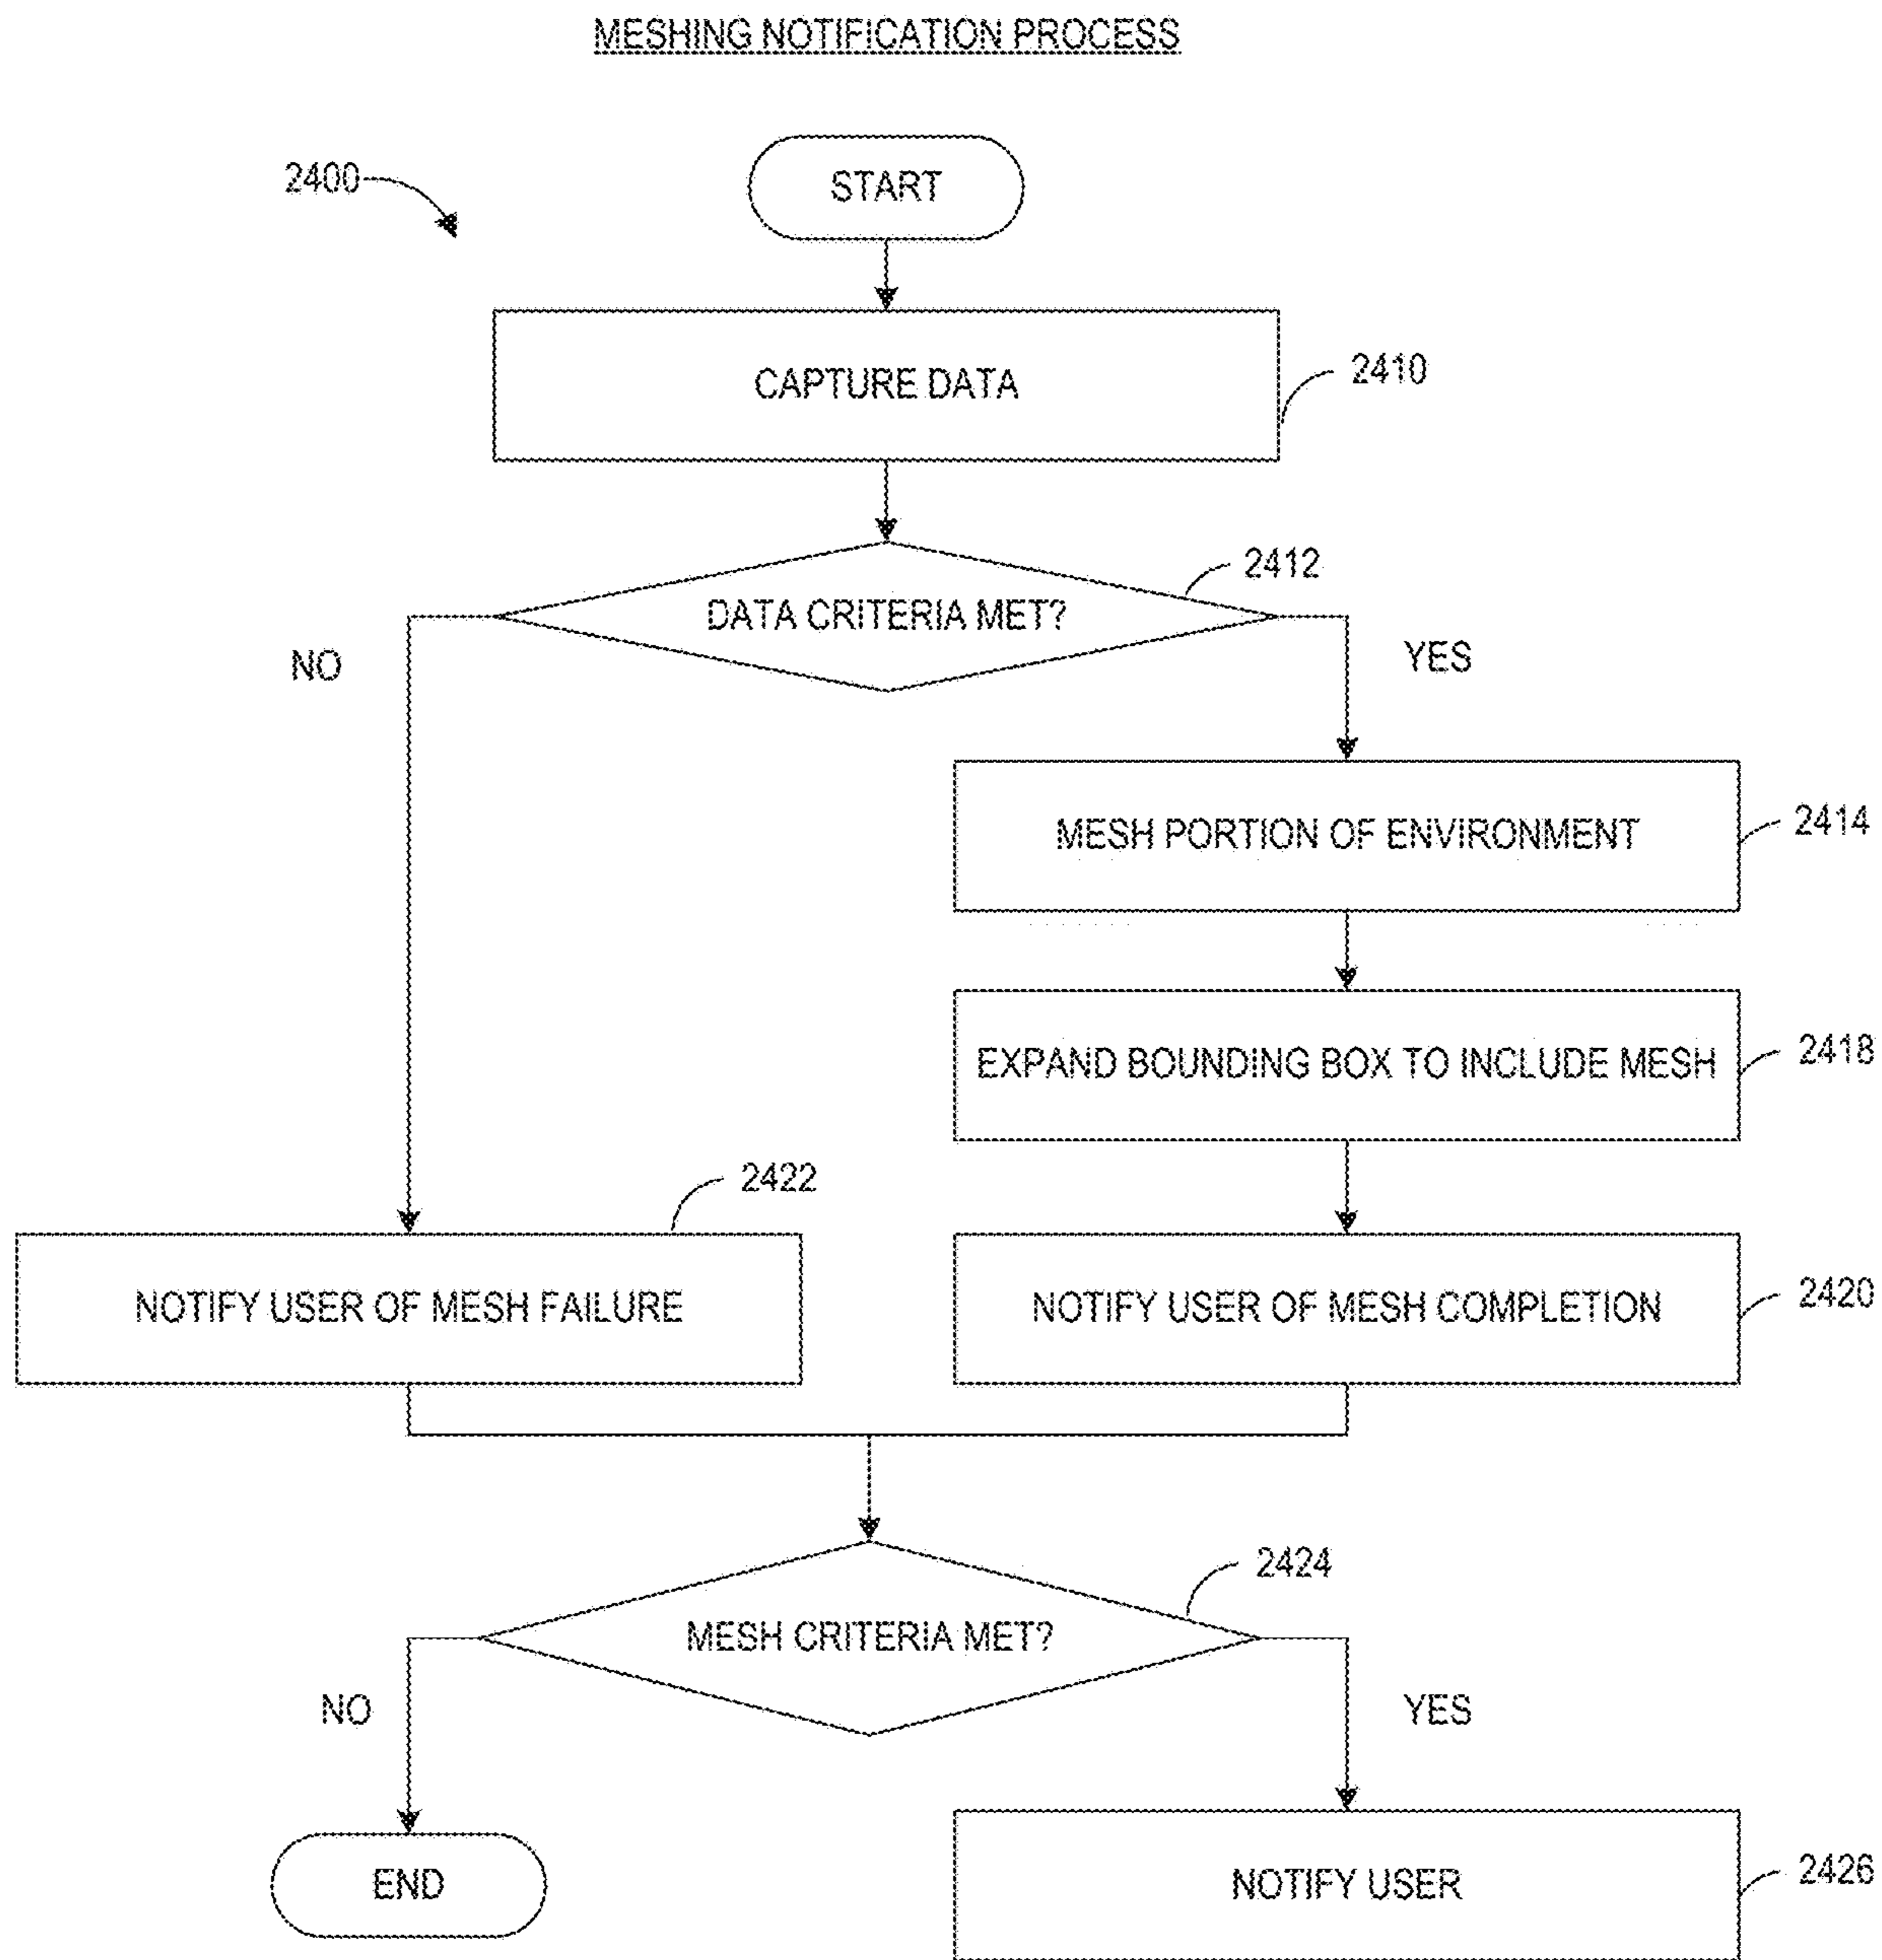 MESHING NOTIFICATION PROCESS
2400
START
CAPTURE DATA
2410
DATA CRITERIA MET?
2412
NO
YES
MESH PORTION OF ENVIRONMENT
2414
EXPAND BOUNDING BOX TO INCLUDE MESH
2418
2422
NOTIFY USER OF MESH FAILURE
NOTIFY USER OF MESH COMPLETION
2420
MESH CRITERIA MET?
2424
NO
YES
END
NOTIFY USER
2426